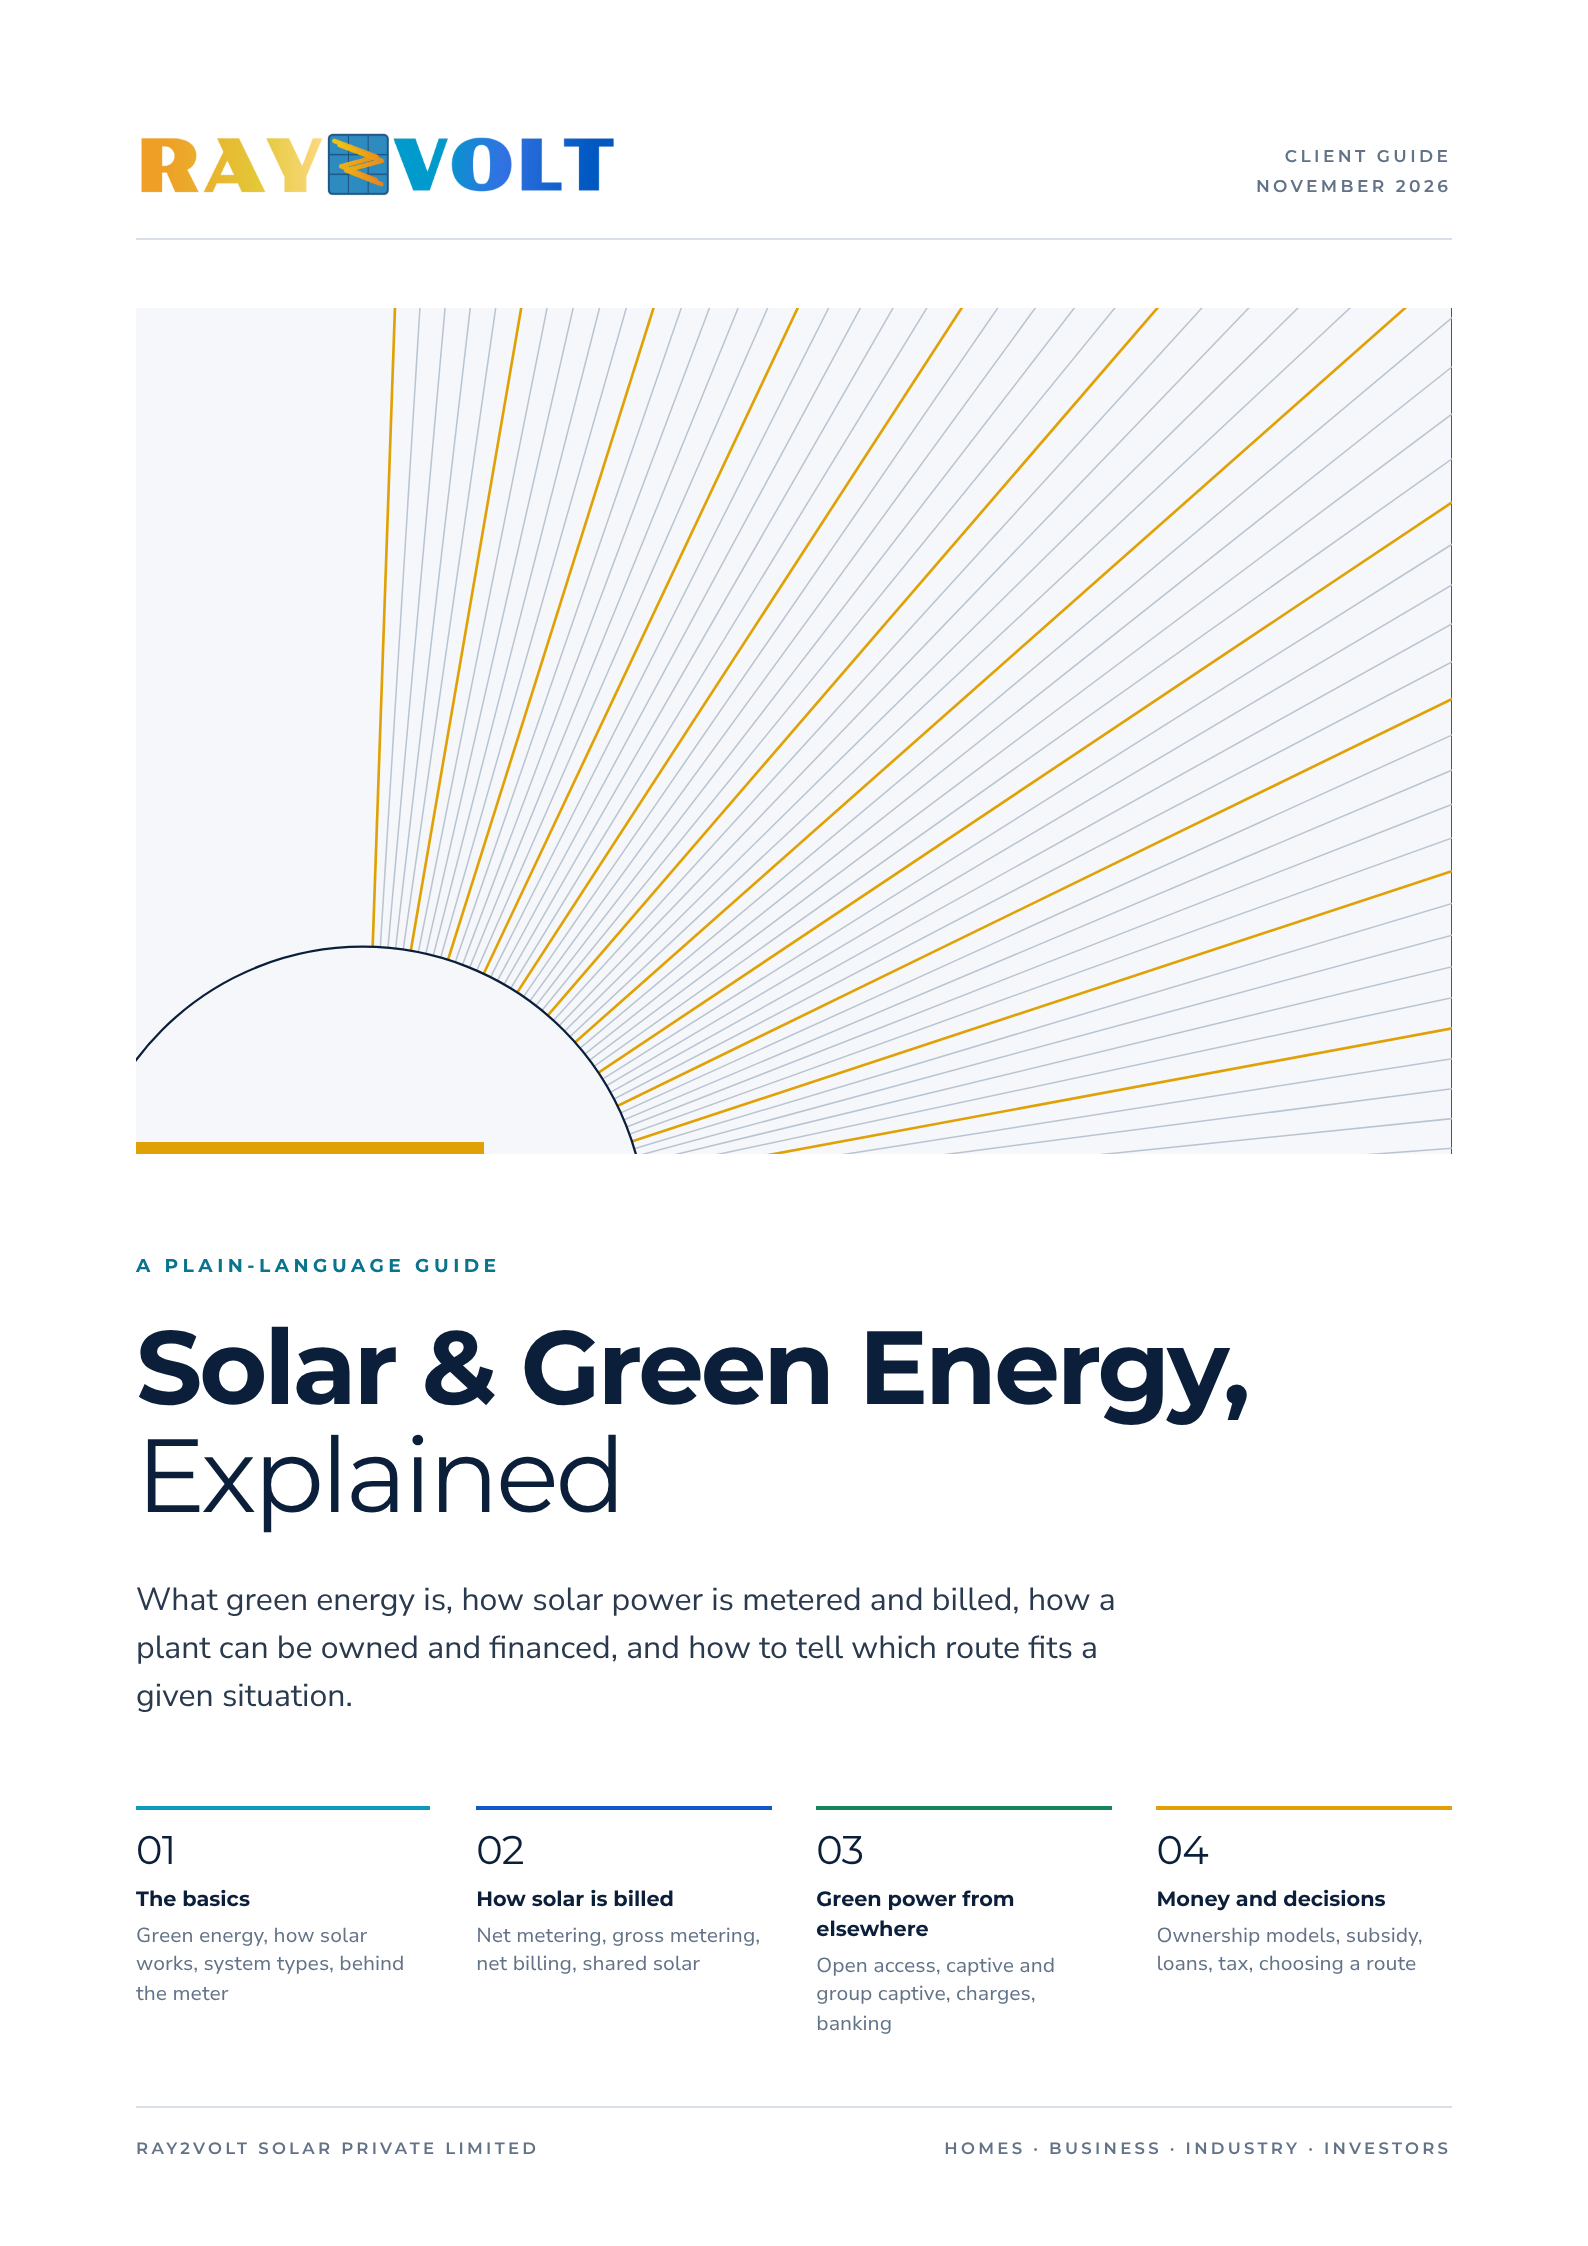 RAY2VOLT
CLIENT GUIDE
NOVEMBER 2026
A PLAIN-LANGUAGE GUIDE
Solar & Green Energy,
Explained
What green energy is, how solar power is metered and billed, how a
plant can be owned and financed, and how to tell which route fits a
given situation.
01
The basics
Green energy, how solar
works, system types, behind
the meter
02
How solar is billed
Net metering, gross metering,
net billing, shared solar
03
Green power from
elsewhere
Open access, captive and
group captive, charges,
banking
04
Money and decisions
Ownership models, subsidy,
loans, tax, choosing a route
RAY2VOLT SOLAR PRIVATE LIMITED
HOMES · BUSINESS · INDUSTRY · INVESTORS